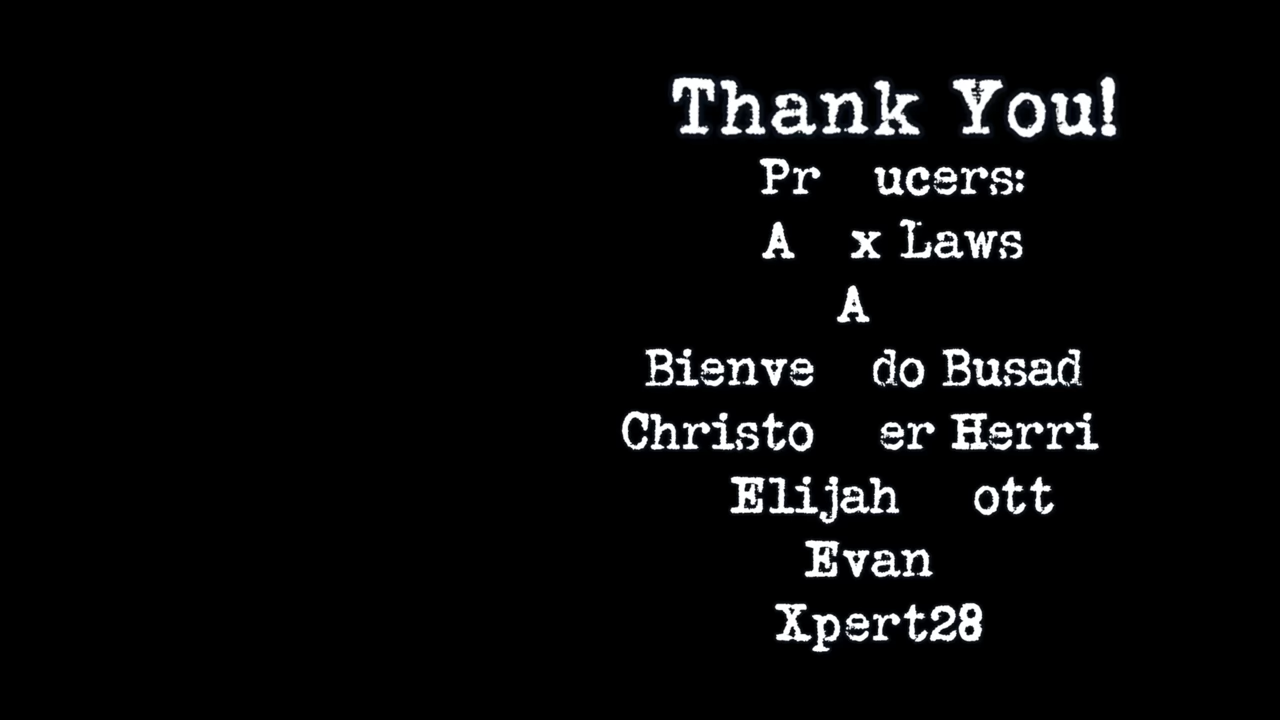 Thank You!
Pr ucers:
A x Laws
A
Bienve do Busad
Christo er Herri
Elijah ott
Evan
Xpert28